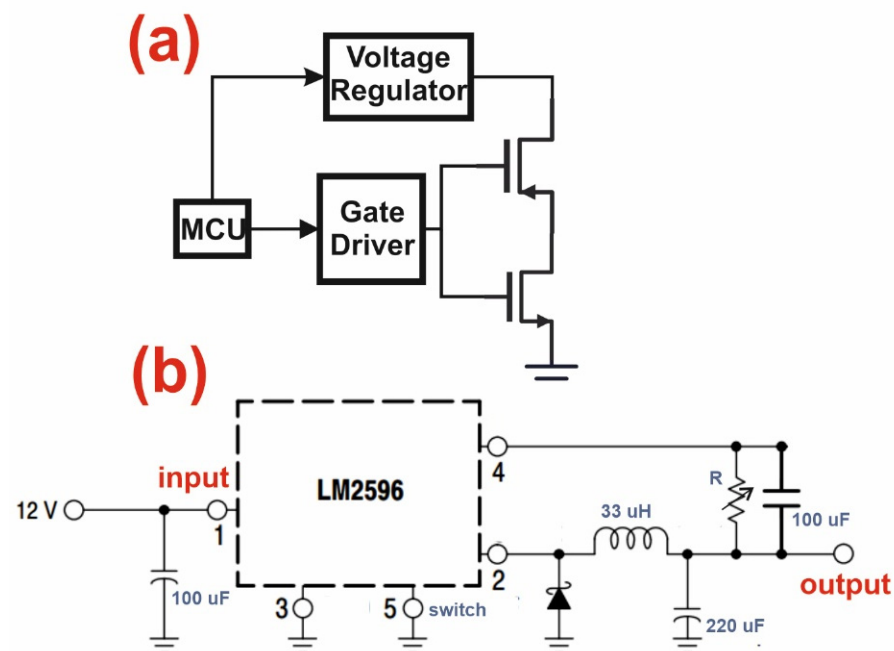 (a)
Voltage
Regulator
MCU
Gate
Driver
(b)
input
12 V
1
LM2596
4
R
100 uF
33 uH
2
output
100 uF
3
5
switch
220 uF